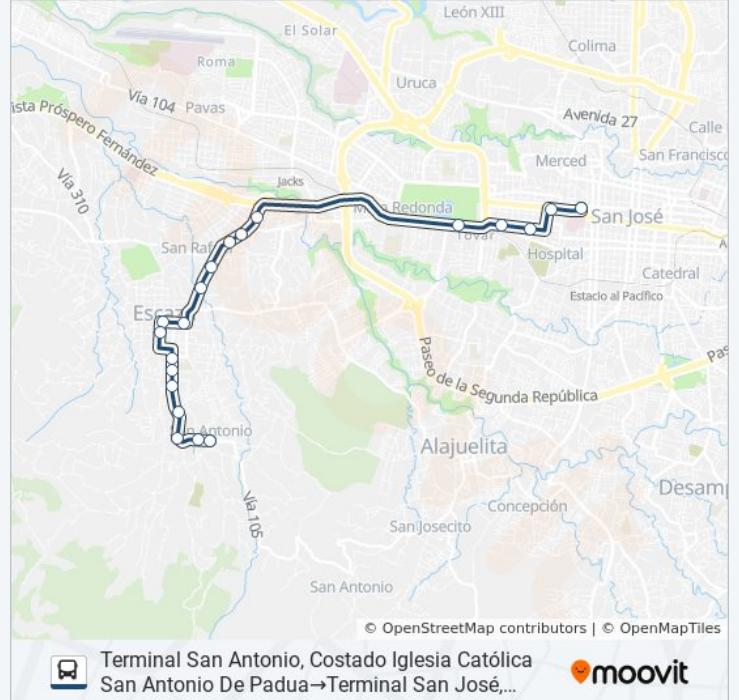 León XIII
El Solar
Colima
Roma
Uruca
Vía 104
Pavas
Avenida 27
ista Próspero Fernández
Calle
Merced
San Francisco
Jacks
Vía 310
Mata Redonda
San José
Tovar
San Rafael
Hospital
Catedral
Estacio al Pacífico
Escazú
Paseo de la Segunda República
Pas
San Antonio
Alajuelita
Vía 105
Desamp
Concepción
San Josecito
San Antonio
© OpenStreetMap contributors | © OpenMapTiles
Terminal San Antonio, Costado Iglesia Católica
San Antonio De Padua→Terminal San José,...
moovit